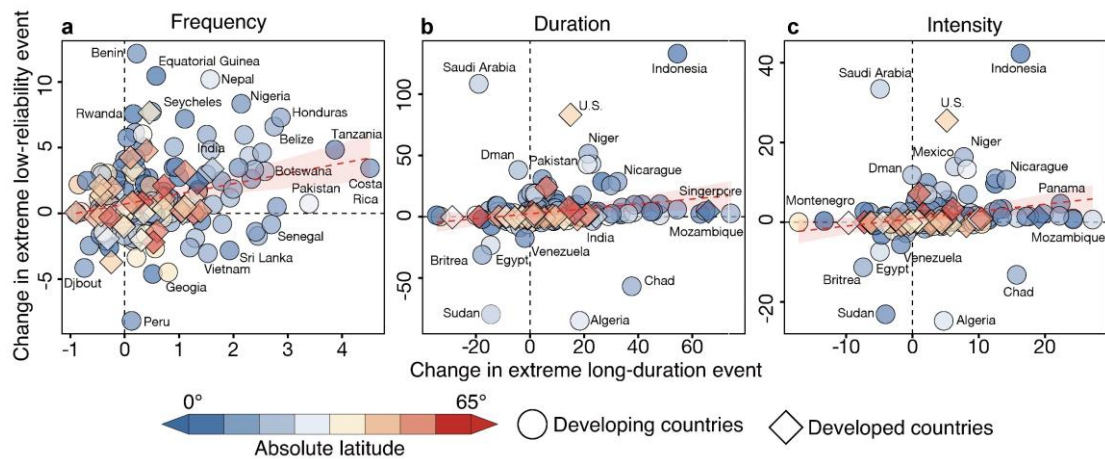 a Frequency
b Duration
c Intensity
Change in extreme low-reliability event
10
5
0
-5
-1 0 1 2 3 4
Benin
Equatorial Guinea
Nepal
Rwanda
Seycheles
Nigeria
Honduras
India
Belize
Tanzania
Botswana
Pakistan
Costa
Rica
Senegal
Sri Lanka
Vietnam
Djbout
Geogia
Peru
100
50
0
-50
-20 0 20 40 60
Saudi Arabia
Indonesia
U.S.
Niger
Dman
Pakistan
Nicargague
Singerpore
India
Mozambique
Venezuela
Britrea
Egypt
Chad
Sudan
Algeria
40
20
0
-20
-10 0 10 20
Saudi Arabia
Indonesia
U.S.
Niger
Mexico
Dman
Nicarague
Panama
Montenegro
Mozambique
Venezuela
Britrea
Egypt
Chad
Sudan
Algeria
Change in extreme long-duration event
0° 65°
Absolute latitude
Developing countries
Developed countries